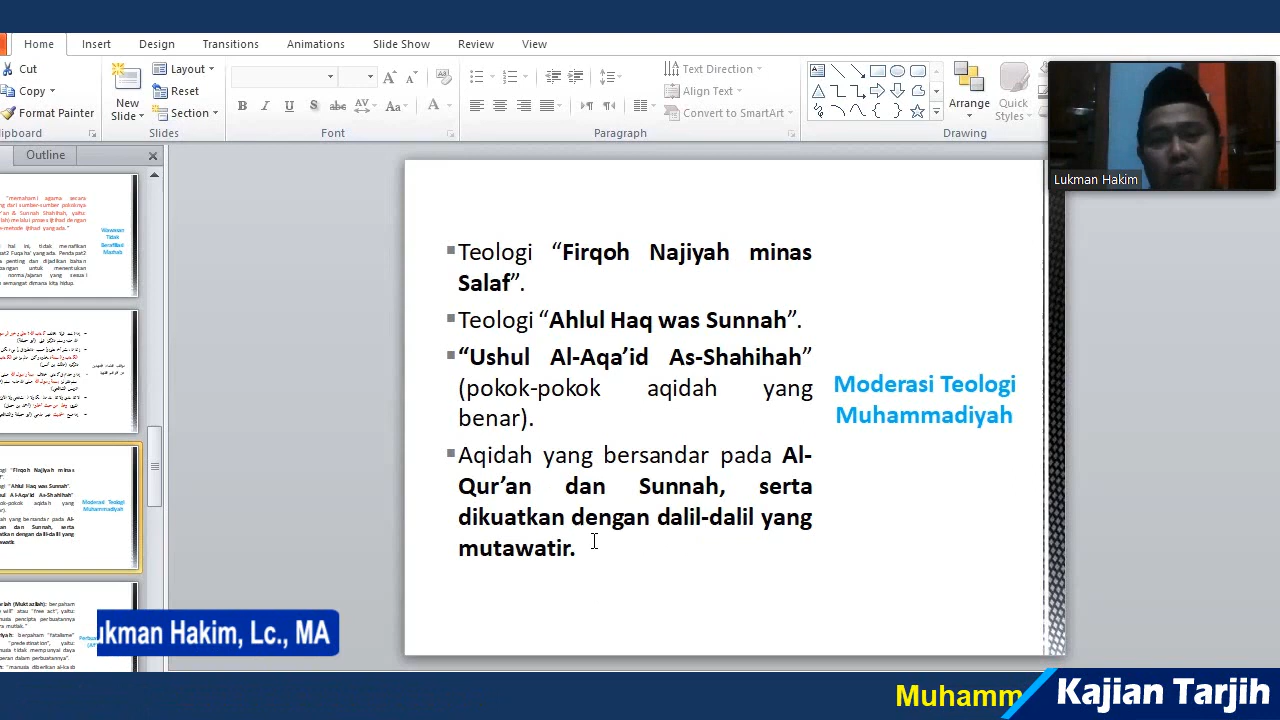 Home Insert Design Transitions Animations Slide Show Review View
Cut
Copy
Format Painter
New
Slide
Layout
Reset
Section
Text Direction
Align Text
Convert to SmartArt
Arrange
Quick
Styles
Slides Font Paragraph Drawing
Outline
Lukman Hakim
Teologi “Firqoh Najiyah minas
Salaf”.
Teologi “Ahlul Haq was Sunnah”.
“Ushul Al-Aqa’id As-Shahihah”
(pokok-pokok aqidah yang
benar).
Aqidah yang bersandar pada Al-
Qur’an dan Sunnah, serta
dikuatkan dengan dalil-dalil yang
mutawatir.
Moderasi Teologi
Muhammadiyah
ukman Hakim, Lc., MA
Muhamm
Kajian Tarjih